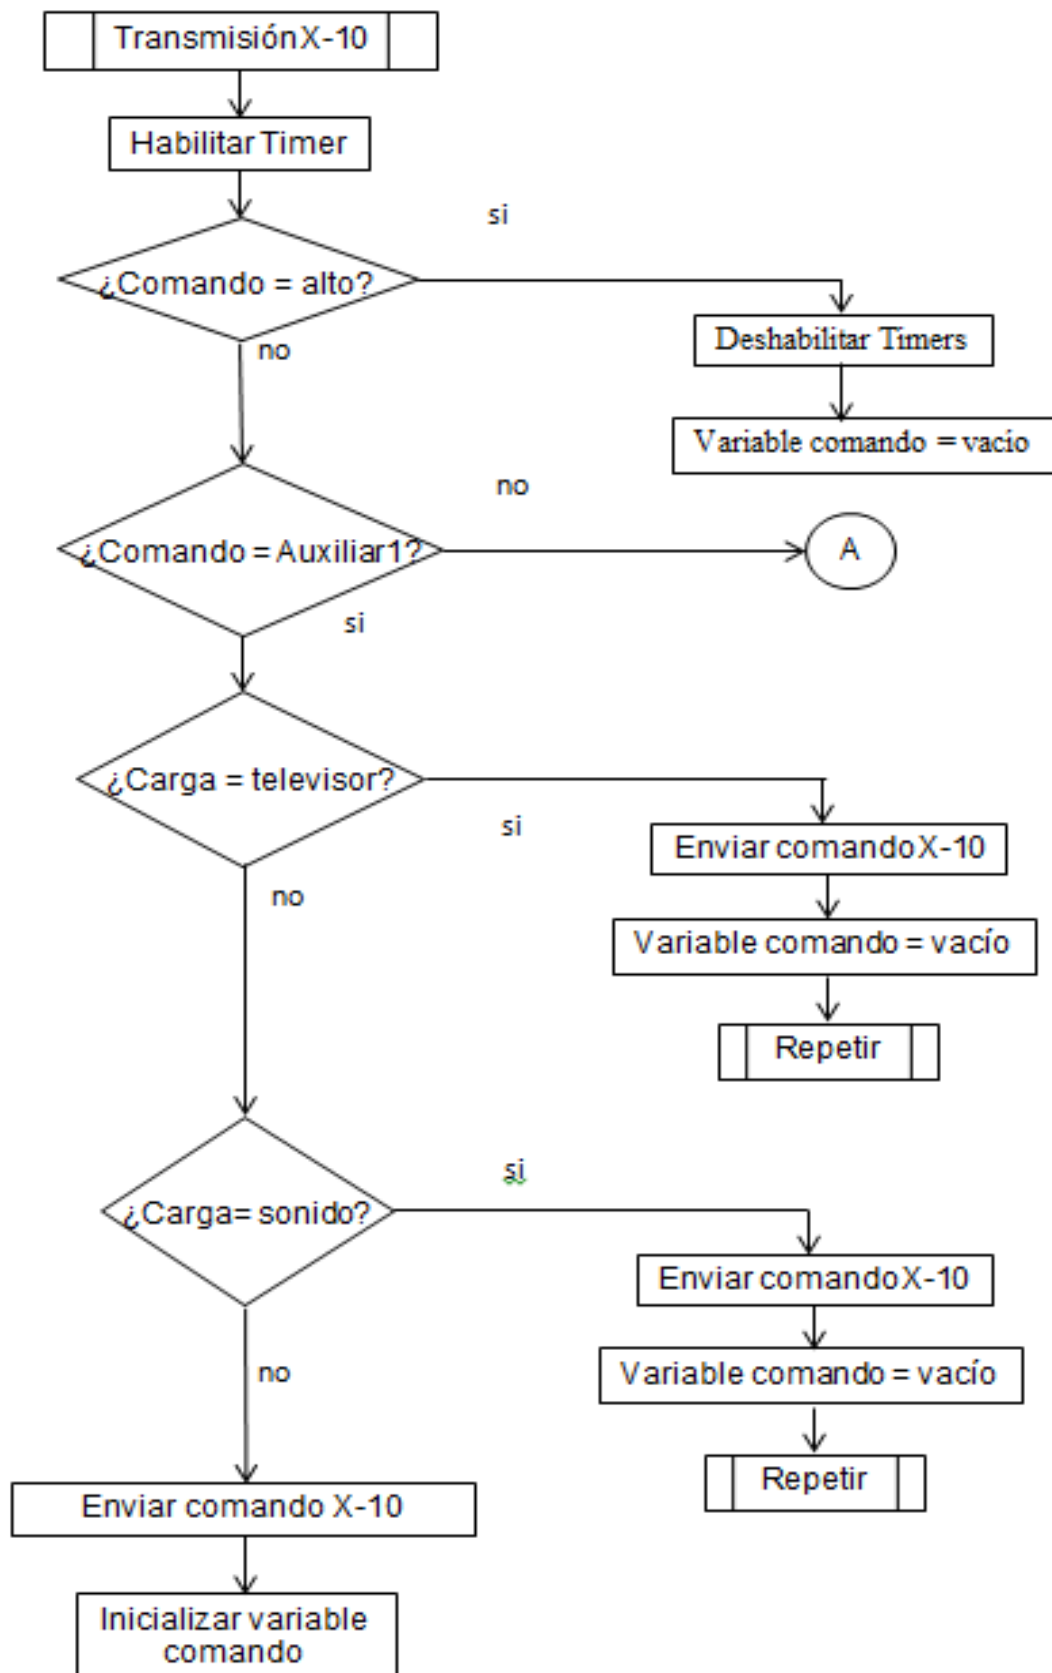 Transmisión X-10
Habilitar Timer
si
¿Comando = alto?
no
Deshabilitar Timers
Variable comando = vacío
no
¿Comando = Auxiliar1?
A
si
¿Carga = televisor?
si
Enviar comando X-10
no
Variable comando = vacío
Repetir
si
¿Carga= sonido?
Enviar comando X-10
no
Variable comando = vacío
Repetir
Enviar comando X-10
Inicializar variable
comando